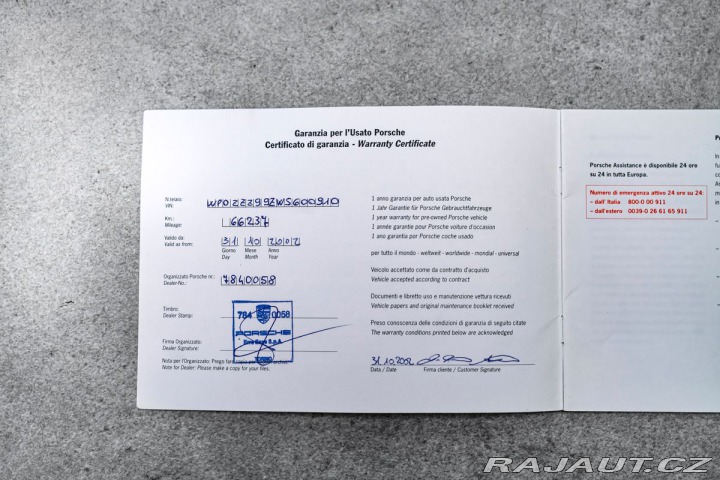 Garanzia per l'Usato Porsche
Certificato di garanzia - Warranty Certificate
N.telaio:
VIN:
WP0ZZZ99ZWS600910
Km.:
Mileage:
166237
Valido da:
Valid as from:
31 10 2002
Giorno Mese Anno
Day Month Year
Organizzato Porsche nr.:
Dealer-No.:
7840058
Timbro:
Dealer Stamp:
784 0058
PORSCHE
Firma Organizzato:
Dealer Signature:
Nota per l'Organizzato: Prego fare
Note for Dealer: Please make a copy for your files.
1 anno garanzia per auto usata Porsche
1 Jahr Garantie für Porsche Gebrauchtfahrzeuge
1 year warranty for pre-owned Porsche vehicle
1 année garantie pour Porsche voiture d'occasion
1 ano garantia por Porsche coche usado
per tutto il mondo - weltweit - worldwide - mondial - universal
Veicolo accettato come da contratto d'acquisto
Vehicle accepted according to contract
Documenti e libretto uso e manutenzione vettura ricevuti
Vehicle papers and original maintenance booklet received
Preso conoscenza delle condizioni di garanzia di seguito citate
The warranty conditions printed below are acknowledged
31.10.2002
Data / Date Firma cliente / Customer Signature
Porsche Assistance è disponibile 24 ore
su 24 in tutta Europa.
Numero di emergenza attivo 24 ore su 24:
– dall' Italia 800-0 00 911
– dall'estero 0039-0 26 61 65 911
RAJAUT.CZ